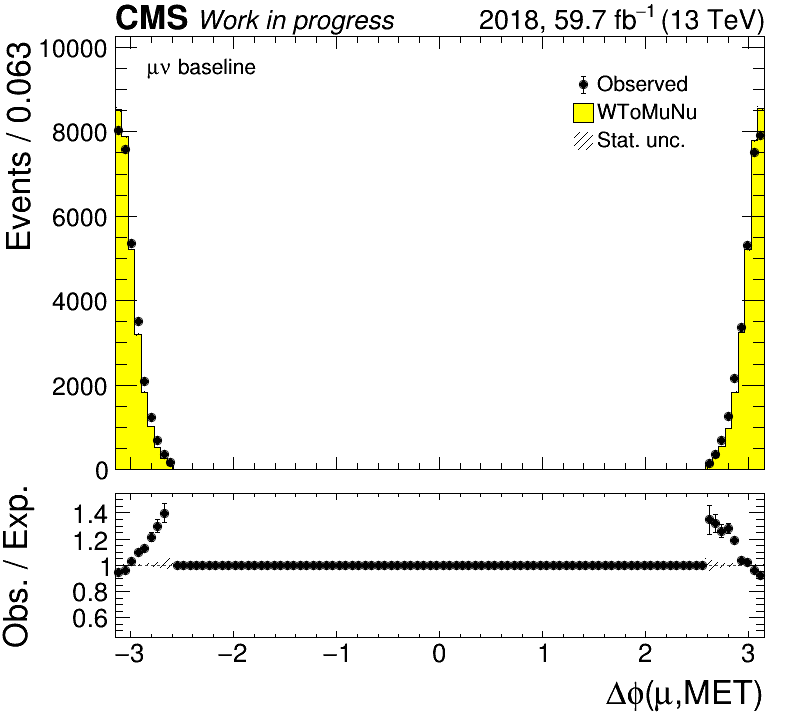 CMS Work in progress 2018, 59.7 fb⁻¹ (13 TeV)
Events / 0.063
10000
8000
6000
4000
2000
0
μν baseline
Observed
WToMuNu
Stat. unc.
Obs. / Exp.
1.4
1.2
1
0.8
0.6
−3 −2 −1 0 1 2 3
Δϕ(μ,MET)